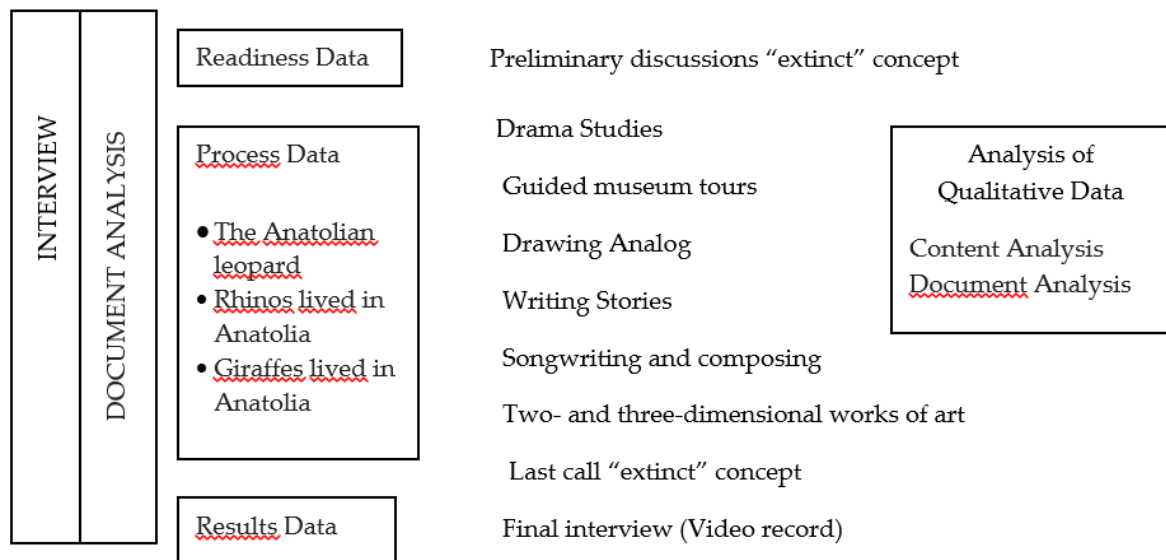 INTERVIEW
DOCUMENT ANALYSIS
Readiness Data
Process Data
• The Anatolian
leopard
• Rhinos lived in
Anatolia
• Giraffes lived in
Anatolia
Results Data
Preliminary discussions “extinct” concept
Drama Studies
Guided museum tours
Drawing Analog
Writing Stories
Songwriting and composing
Two- and three-dimensional works of art
Last call “extinct” concept
Final interview (Video record)
Analysis of
Qualitative Data
Content Analysis
Document Analysis